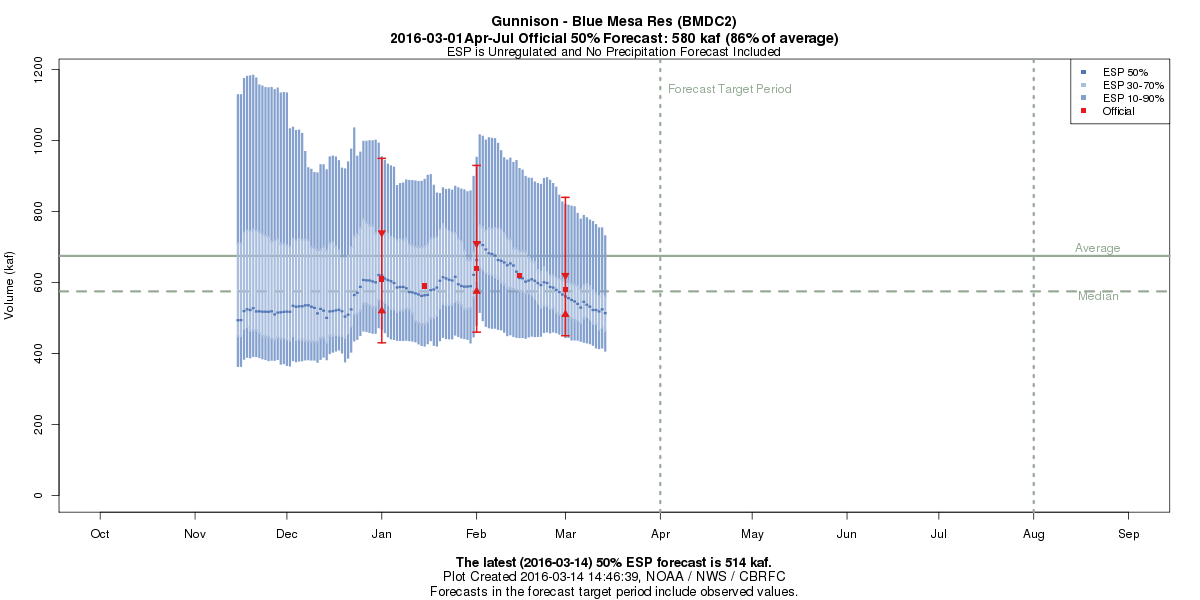 Gunnison - Blue Mesa Res (BMDC2)
2016-03-01Apr-Jul Official 50% Forecast: 580 kaf (86% of average)
ESP is Unregulated and No Precipitation Forecast Included
ESP 50%
ESP 30-70%
ESP 10-90%
Official
Forecast Target Period
Average
Median
Volume (kaf)
1200
1000
800
600
400
200
0
Oct Nov Dec Jan Feb Mar Apr May Jun Jul Aug Sep
The latest (2016-03-14) 50% ESP forecast is 514 kaf.
Plot Created 2016-03-14 14:46:39, NOAA / NWS / CBRFC
Forecasts in the forecast target period include observed values.